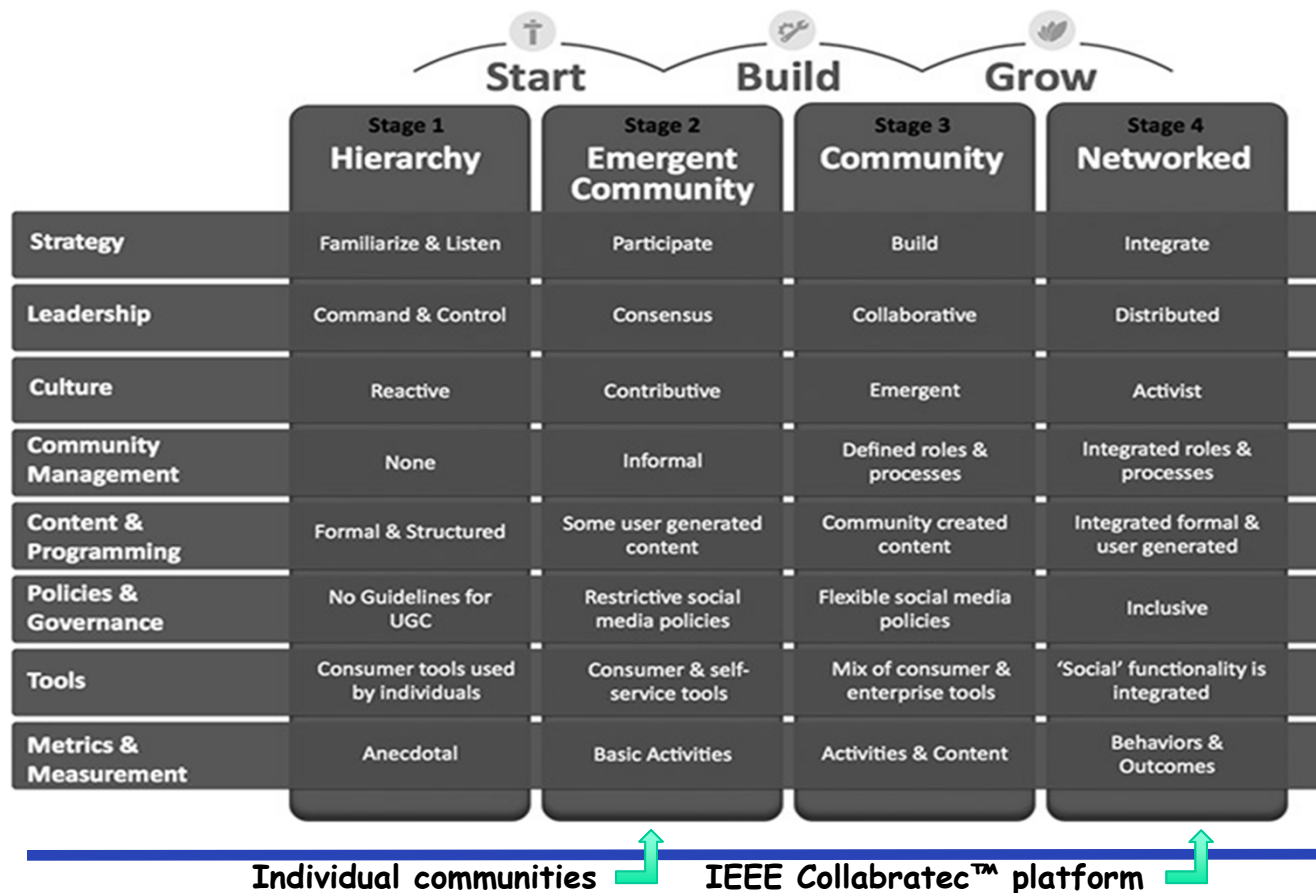 Start Build Grow
Stage 1 Stage 2 Stage 3 Stage 4
Hierarchy Emergent Community Networked
Community
Strategy Familiarize & Listen Participate Build Integrate
Leadership Command & Control Consensus Collaborative Distributed
Culture Reactive Contributive Emergent Activist
Community
Management
None
Informal
Defined roles &
processes
Integrated roles &
processes
Content &
Programming
Formal & Structured
Some user generated
content
Community created
content
Integrated formal &
user generated
Policies &
Governance
No Guidelines for
UGC
Restrictive social
media policies
Flexible social media
policies
Inclusive
Tools
Consumer tools used
by individuals
Consumer & self-
service tools
Mix of consumer &
enterprise tools
‘Social’ functionality is
integrated
Metrics &
Measurement
Anecdotal
Basic Activities
Activities & Content
Behaviors &
Outcomes
Individual communities IEEE Collabratec™ platform